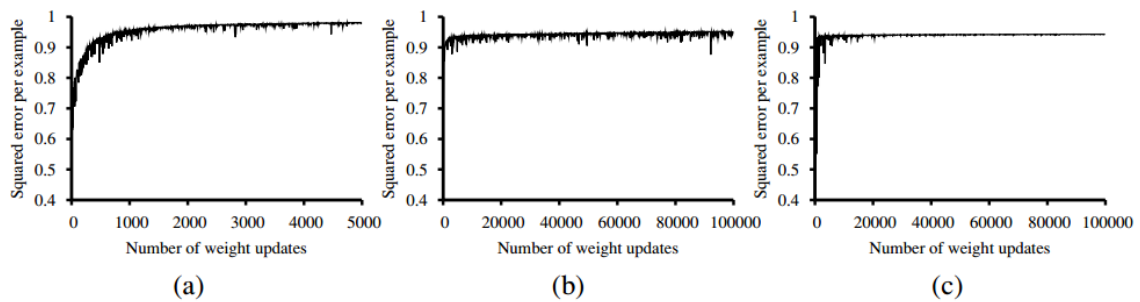 Squared error per example
1
0.9
0.8
0.7
0.6
0.5
0.4
0 1000 2000 3000 4000 5000
Number of weight updates
(a)
Squared error per example
1
0.9
0.8
0.7
0.6
0.5
0.4
0 20000 40000 60000 80000 100000
Number of weight updates
(b)
Squared error per example
1
0.9
0.8
0.7
0.6
0.5
0.4
0 20000 40000 60000 80000 100000
Number of weight updates
(c)